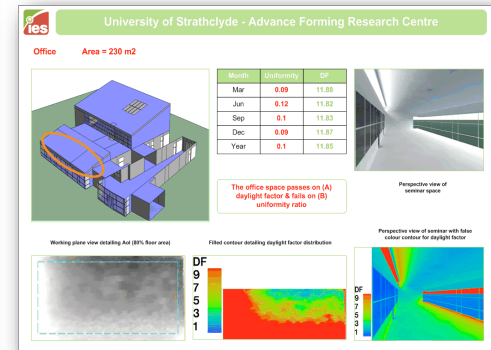 ies
University of Strathclyde - Advance Forming Research Centre
Office Area = 230 m2
Month Uniformity DF
Mar 0.09 11.88
Jun 0.12 11.82
Sep 0.1 11.83
Dec 0.09 11.87
Year 0.1 11.85
The office space passes on (A)
daylight factor & fails on (B)
uniformity ratio
Perspective view of
seminar space
Working plane view detailing AoI (80% floor area)
Filled contour detailing daylight factor distribution
Perspective view of seminar with false
colour contour for daylight factor
DF
9
7
5
3
1
DF
9
7
5
3
1